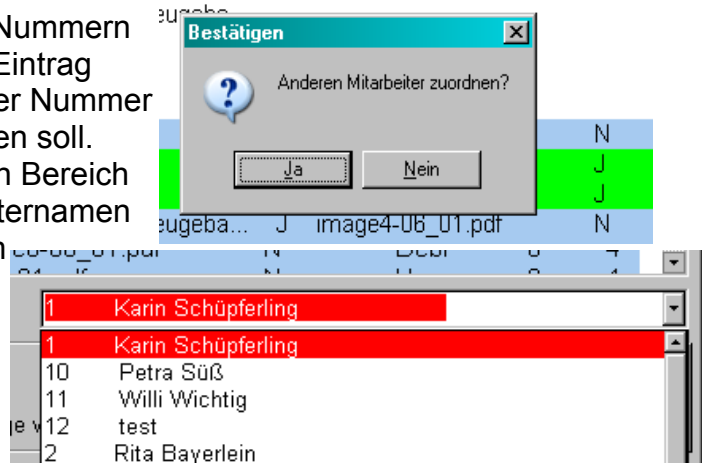 Nummern
Eintrag
er Nummer
en soll.
n Bereich
ternamen
n
Bestätigen
Anderen Mitarbeiter zuordnen?
Ja
Nein
N
J
J
eugeba... J image4-06_01.pdf N
1 Karin Schüpferling
1 Karin Schüpferling
10 Petra Süß
11 Willi Wichtig
12 test
2 Rita Bayerlein